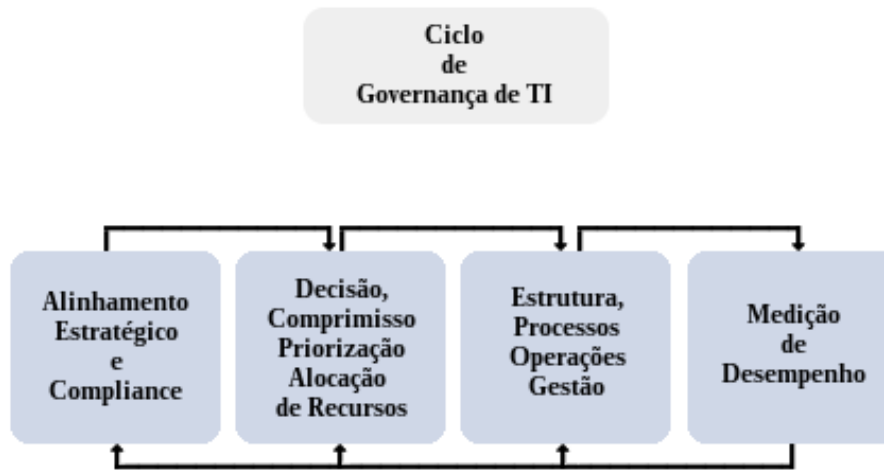 Ciclo
de
Governança de TI
Alinhamento
Estratégico
e
Compliance
Decisão,
Comprimisso
Priorização
Alocação
de Recursos
Estrutura,
Processos
Operações
Gestão
Medição
de
Desempenho